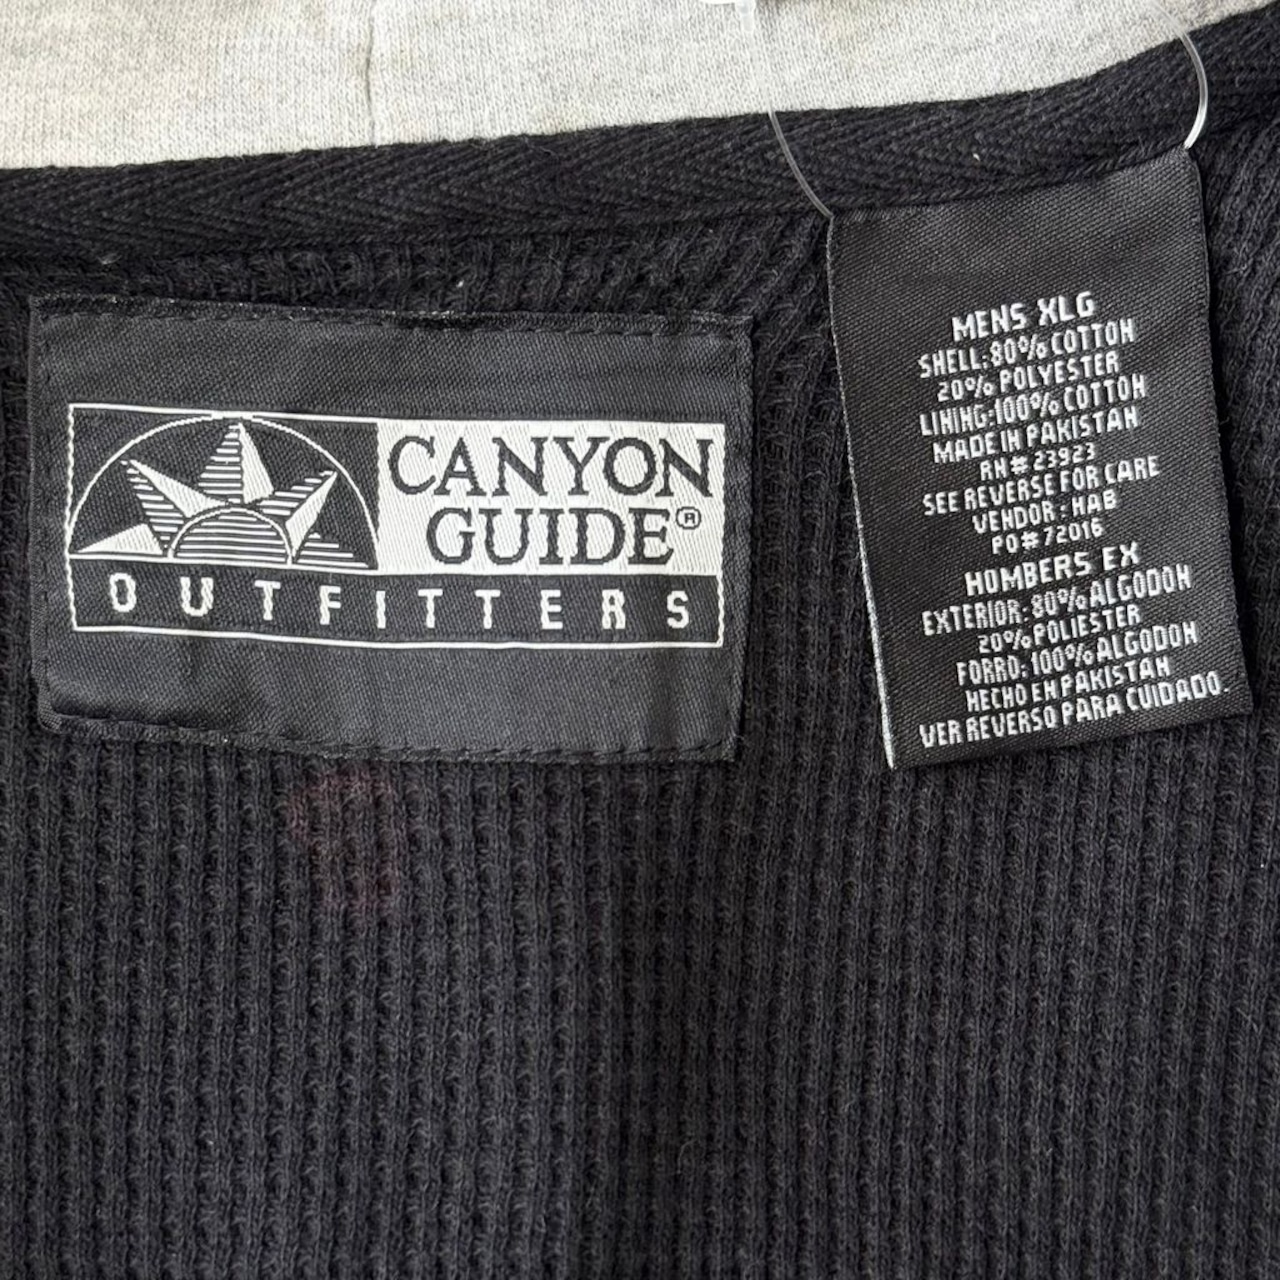 CANYON
GUIDE®
OUTFITTERS
MENS XLG
SHELL:80% COTTON
20% POLYESTER
LINING:100% COTTON
MADE IN PAKISTAN
RN# 23923
SEE REVERSE FOR CARE
VENDOR: HAB
PO# 72016
HOMBERS EX
EXTERIOR: 80% ALGODON
20% POLIESTER
FORRO: 100% ALGODON
HECHO EN PAKISTAN
VER REVERSO PARA CUIDADO.